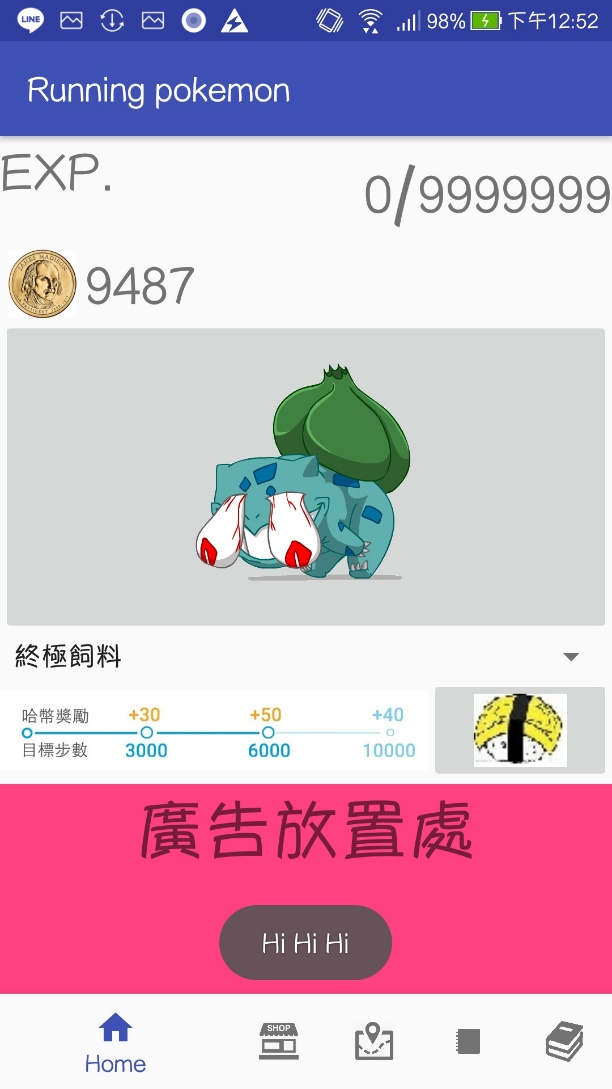 LINE
98%
下午12:52
Running pokemon
EXP.
0/9999999
9487
終極飼料
哈幣獎勵 +30 +50 +40
目標步數 3000 6000 10000
廣告放置處
Hi Hi Hi
SHOP
Home